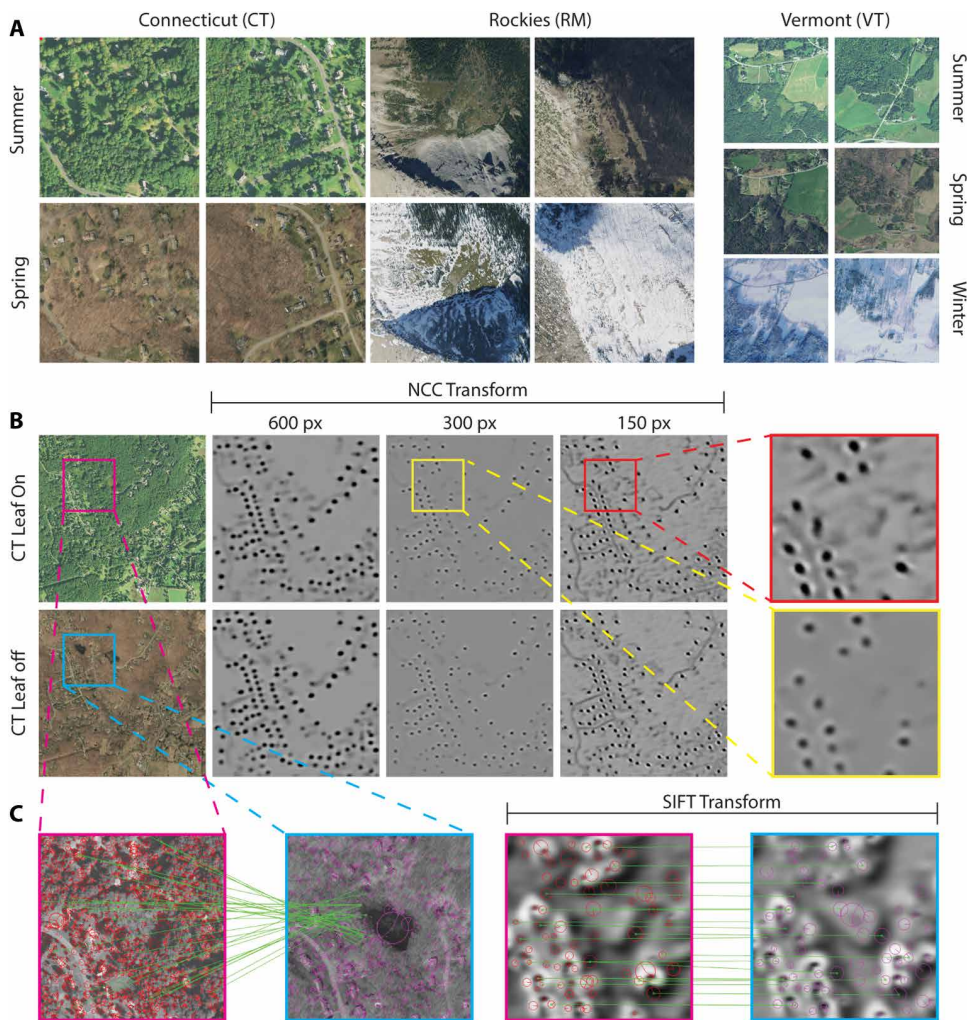 A
Connecticut (CT)
Rockies (RM)
Vermont (VT)
Summer
Spring
Summer
Spring
Winter
NCC Transform
B
600 px
300 px
150 px
CT Leaf On
CT Leaf off
C
SIFT Transform